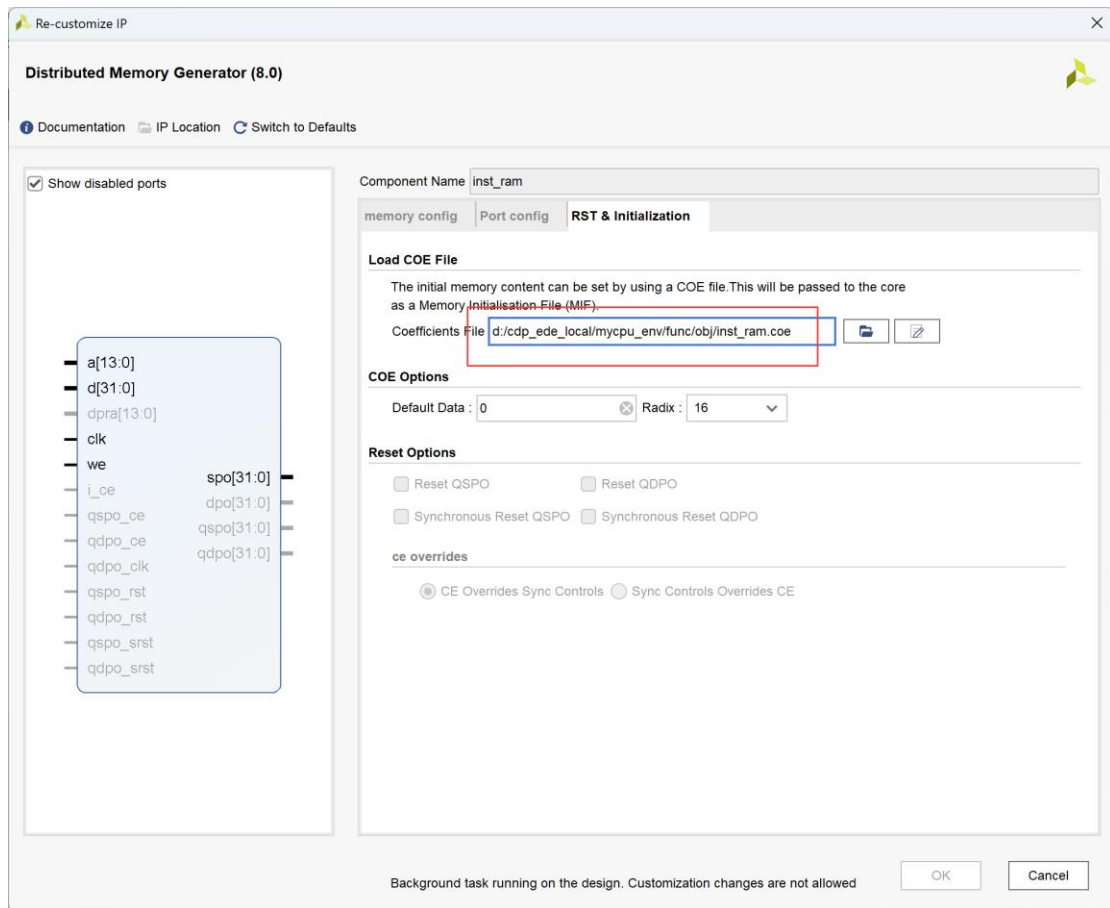 Re-customize IP
Distributed Memory Generator (8.0)
Documentation IP Location Switch to Defaults
Show disabled ports
a[13:0]
d[31:0]
dpra[13:0]
clk
we
i_ce
qspo_ce
qdpo_ce
qdpo_clk
qspo_rst
qdpo_rst
qspo_srst
qdpo_srst
spo[31:0]
dpo[31:0]
qspo[31:0]
qdpo[31:0]
Component Name inst_ram
memory config Port config RST & Initialization
Load COE File
The initial memory content can be set by using a COE file.This will be passed to the core
as a Memory Initialisation File (MIF).
Coefficients File d:/cdp_ede_local/mycpu_env/func/obj/inst_ram.coe
COE Options
Default Data : 0 Radix : 16
Reset Options
Reset QSPO Reset QDPO
Synchronous Reset QSPO Synchronous Reset QDPO
ce overrides
CE Overrides Sync Controls Sync Controls Overrides CE
Background task running on the design. Customization changes are not allowed
OK Cancel